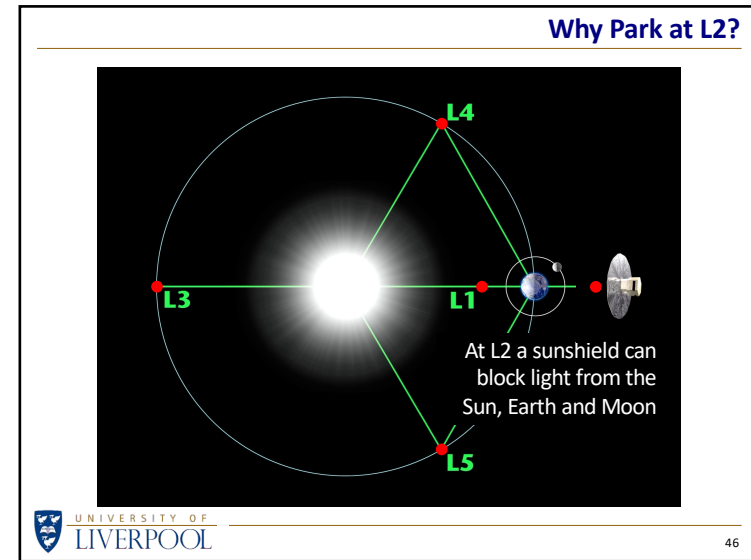 Why Park at L2?
L4
L3
L1
At L2 a sunshield can
block light from the
Sun, Earth and Moon
L5
UNIVERSITY OF
LIVERPOOL
46